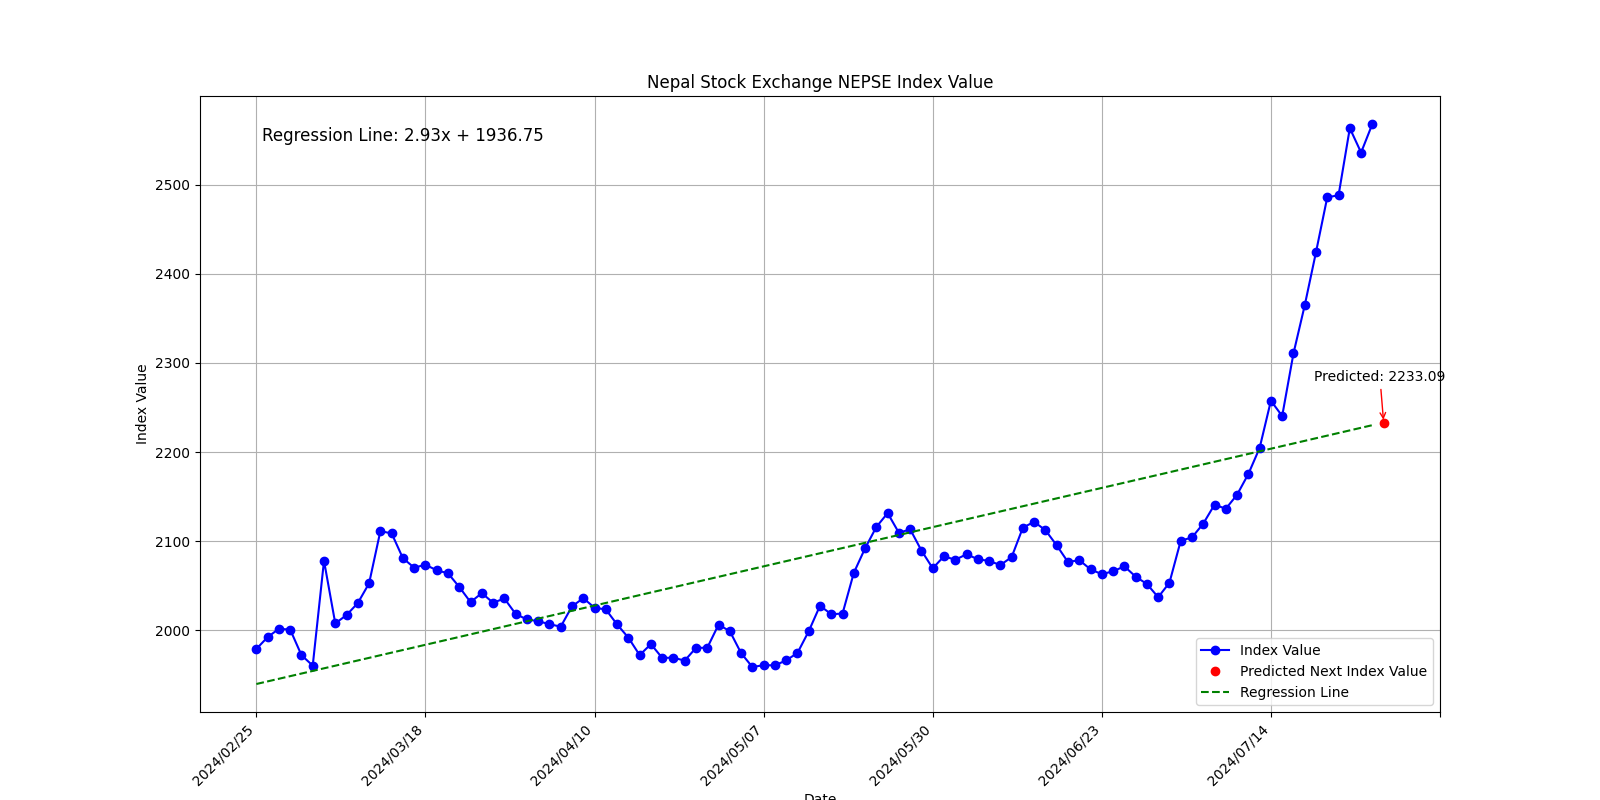 Nepal Stock Exchange NEPSE Index Value
Regression Line: 2.93x + 1936.75
2500
2400
2300
2200
2100
2000
Index Value
Predicted: 2233.09
Index Value
Predicted Next Index Value
Regression Line
2024/02/25
2024/03/18
2024/04/10
2024/05/07
2024/05/30
2024/06/23
2024/07/14
Date